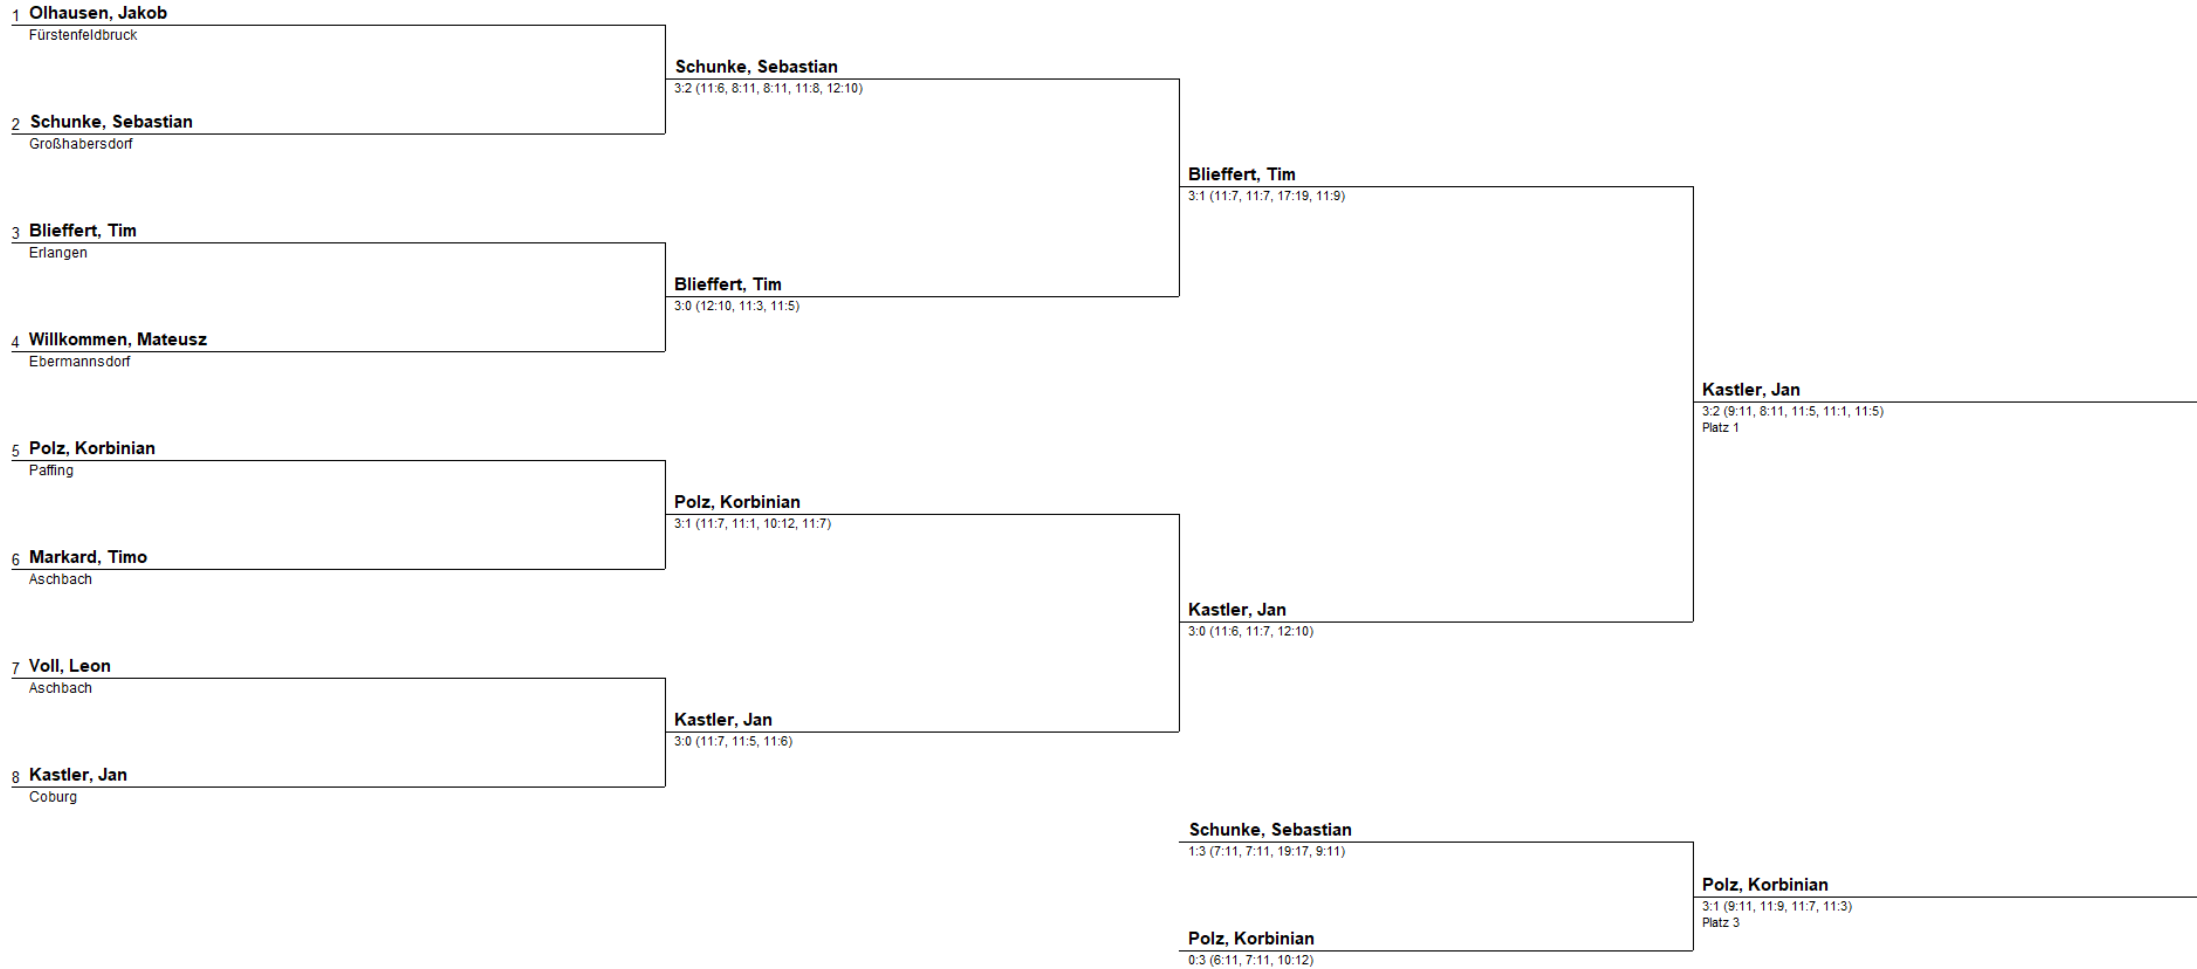 1 Olhausen, Jakob
Fürstenfeldbruck
Schunke, Sebastian
3:2 (11:6, 8:11, 8:11, 11:8, 12:10)
2 Schunke, Sebastian
Großhabersdorf
Blieffert, Tim
3:1 (11:7, 11:7, 17:19, 11:9)
3 Blieffert, Tim
Erlangen
Blieffert, Tim
3:0 (12:10, 11:3, 11:5)
4 Willkommen, Mateusz
Ebermannsdorf
Kastler, Jan
3:2 (9:11, 8:11, 11:5, 11:1, 11:5)
Platz 1
5 Polz, Korbinian
Paffing
Polz, Korbinian
3:1 (11:7, 11:1, 10:12, 11:7)
6 Markard, Timo
Aschbach
Kastler, Jan
3:0 (11:6, 11:7, 12:10)
7 Voll, Leon
Aschbach
Kastler, Jan
3:0 (11:7, 11:5, 11:6)
8 Kastler, Jan
Coburg
Schunke, Sebastian
1:3 (7:11, 7:11, 19:17, 9:11)
Polz, Korbinian
3:1 (9:11, 11:9, 11:7, 11:3)
Platz 3
Polz, Korbinian
0:3 (6:11, 7:11, 10:12)